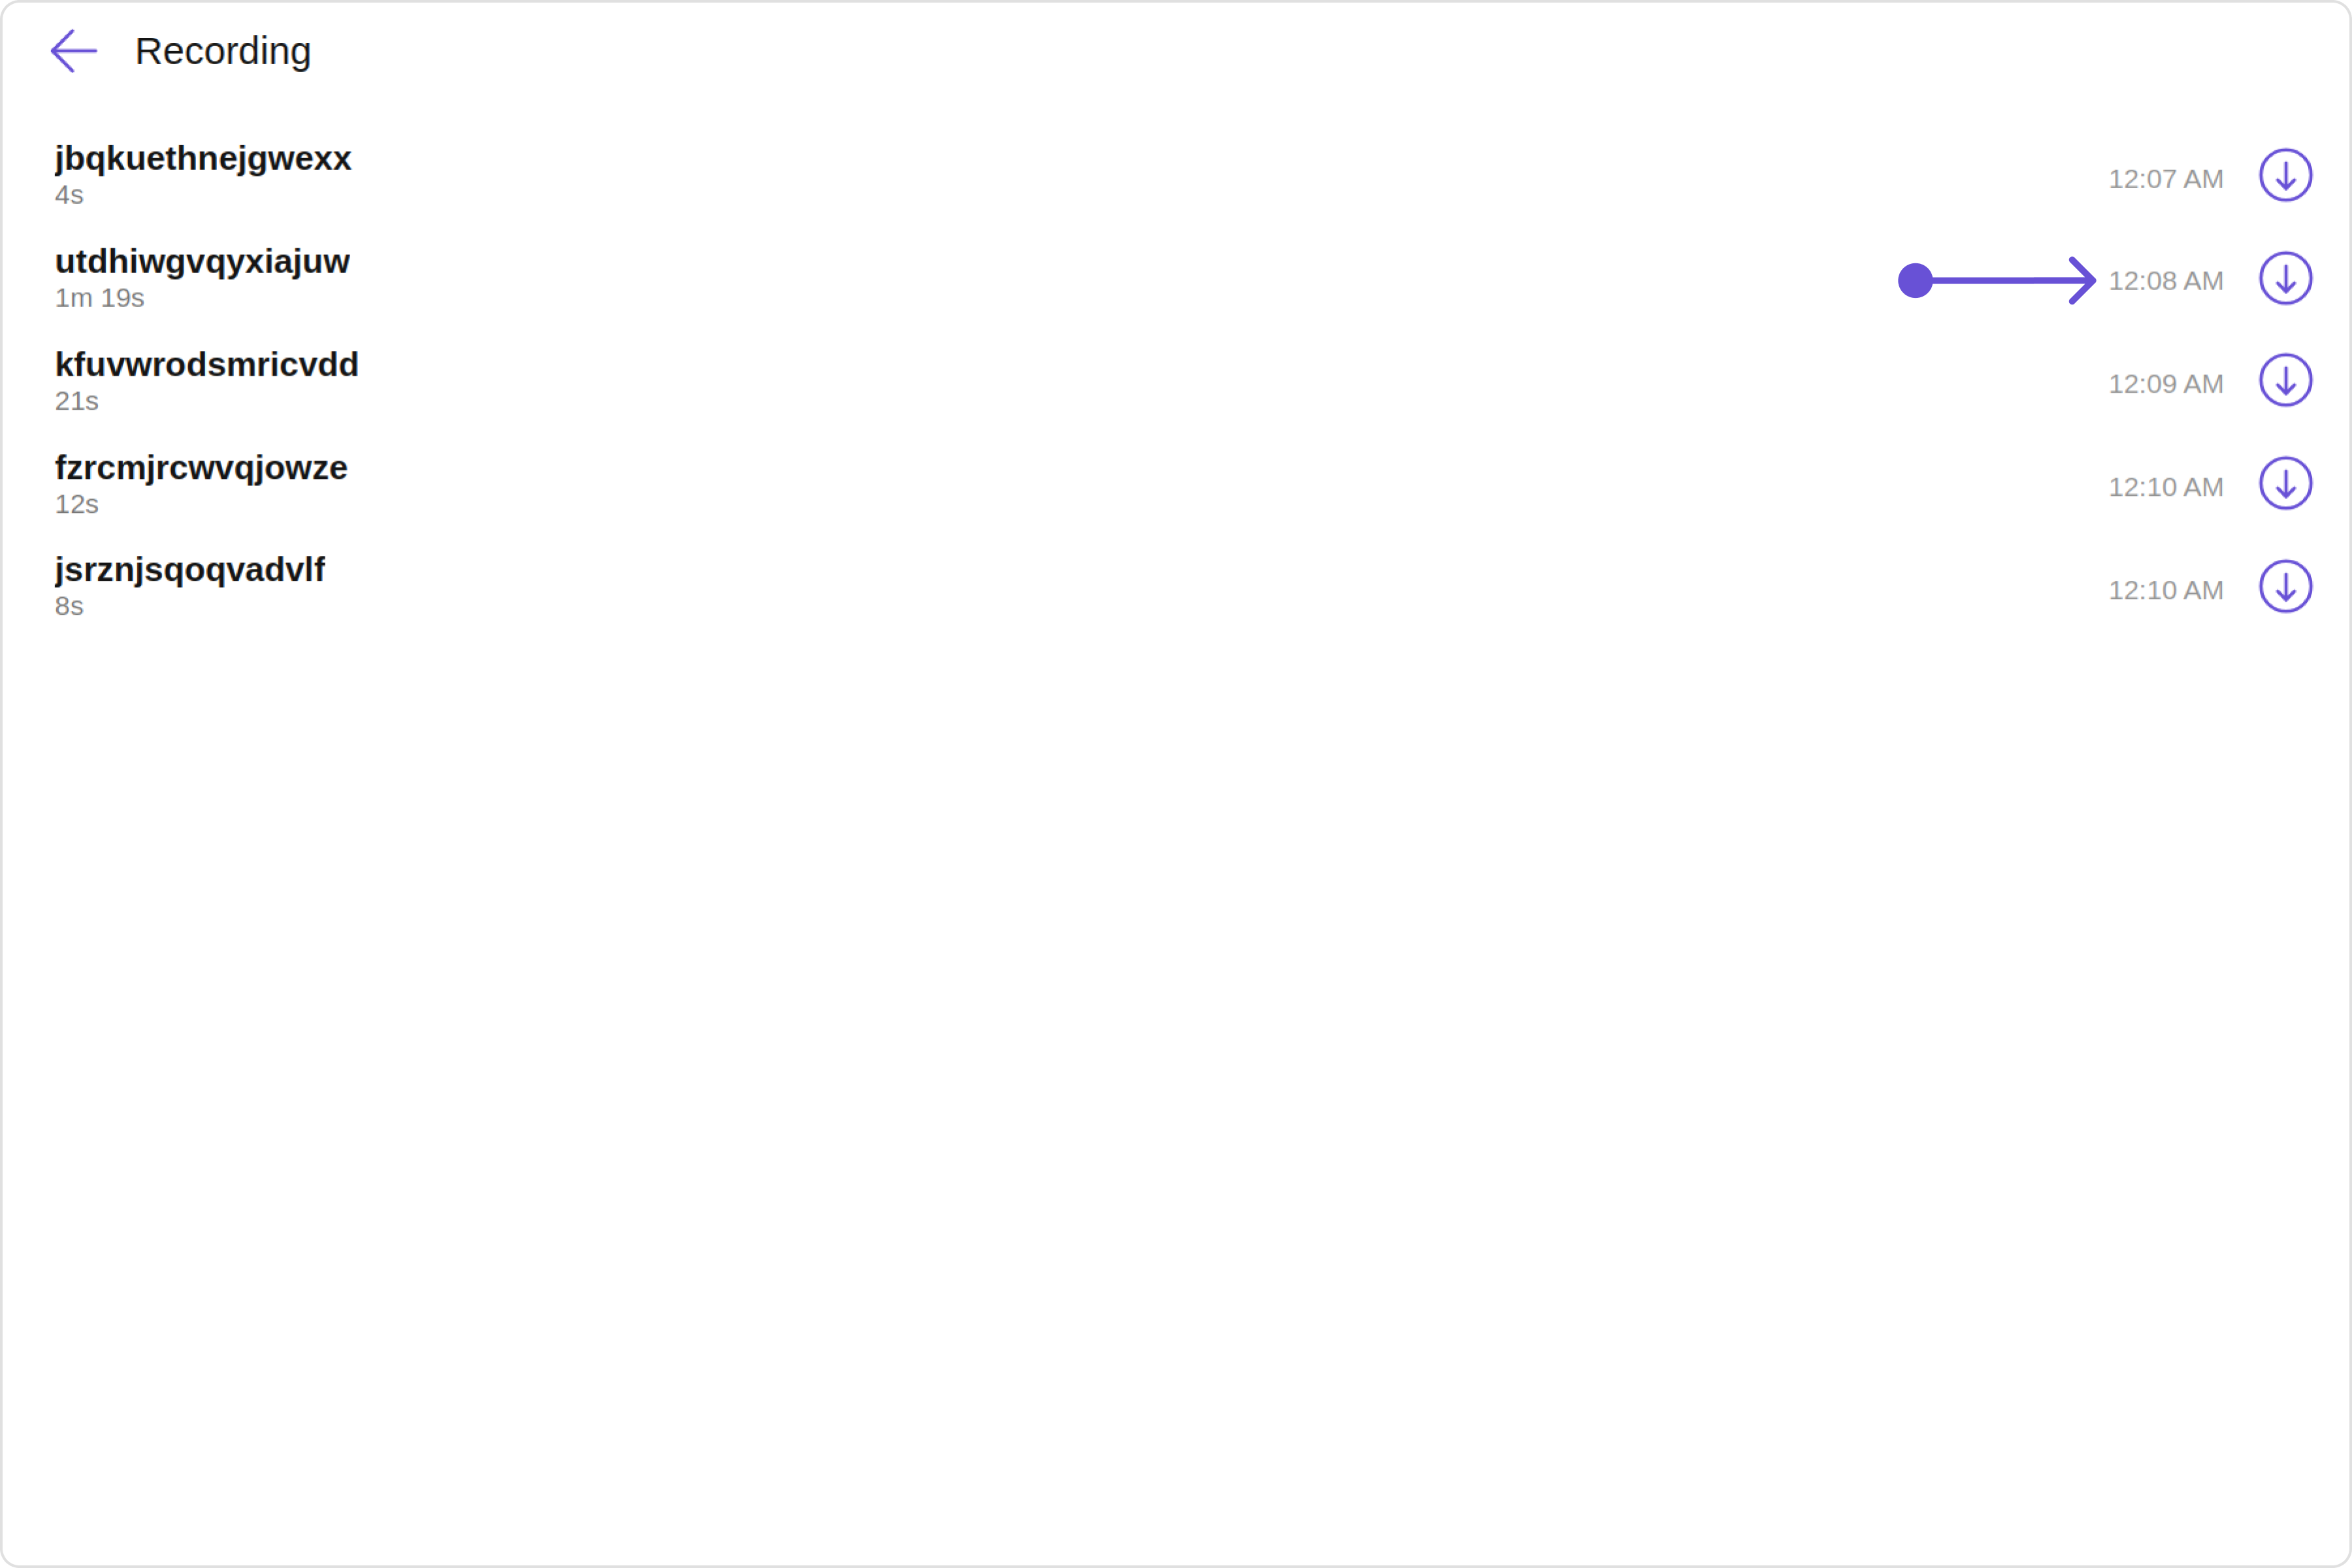 Recording
jbqkuethnejgwexx
4s
12:07 AM
utdhiwgvqyxiajuw
1m 19s
12:08 AM
kfuvwrodsmricvdd
21s
12:09 AM
fzrcmjrcwvqjowze
12s
12:10 AM
jsrznjsqoqvadvlf
8s
12:10 AM